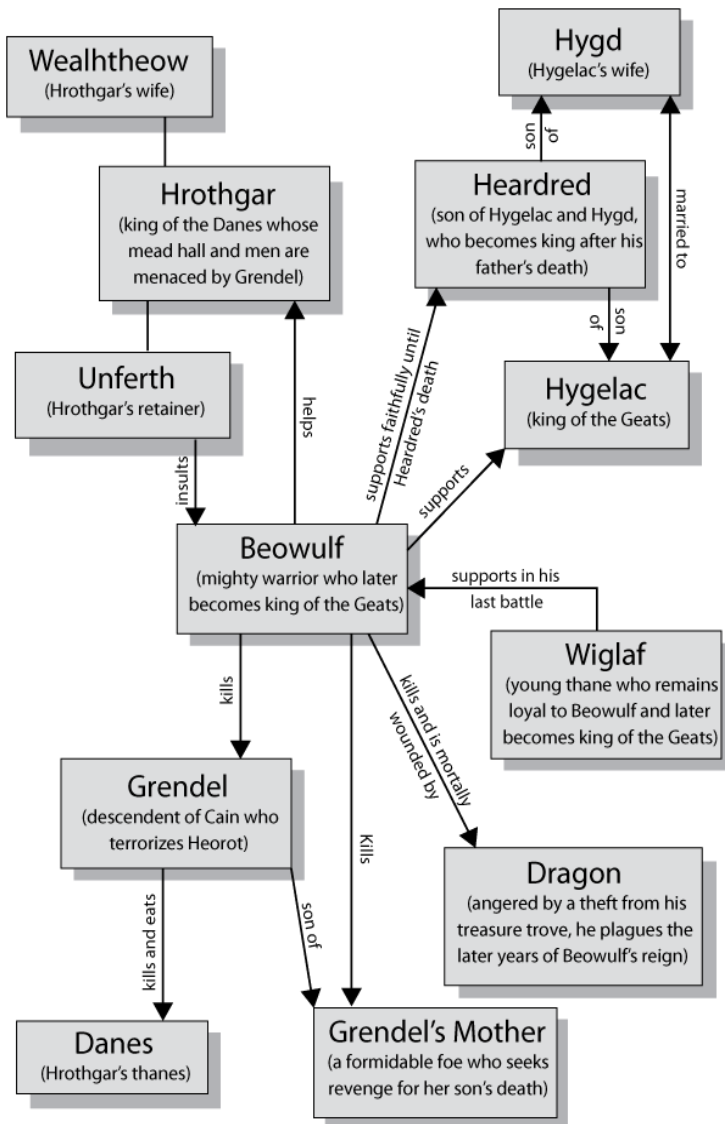 Wealhtheow
(Hrothgar's wife)
Hygd
(Hygelac's wife)
son
of
Hrothgar
(king of the Danes whose
mead hall and men are
menaced by Grendel)
Heardred
(son of Hygelac and Hygd,
who becomes king after his
father's death)
married to
son
of
Unferth
(Hrothgar's retainer)
helps
supports faithfully until
Heardred's death
Hygelac
(king of the Geats)
insults
supports
Beowulf
(mighty warrior who later
becomes king of the Geats)
supports in his
last battle
Wiglaf
(young thane who remains
loyal to Beowulf and later
becomes king of the Geats)
kills
kills and is mortally
wounded by
Grendel
(descendent of Cain who
terrorizes Heorot)
Kills
Dragon
(angered by a theft from his
treasure trove, he plagues the
later years of Beowulf's reign)
kills and eats
son of
Danes
(Hrothgar's thanes)
Grendel's Mother
(a formidable foe who seeks
revenge for her son's death)